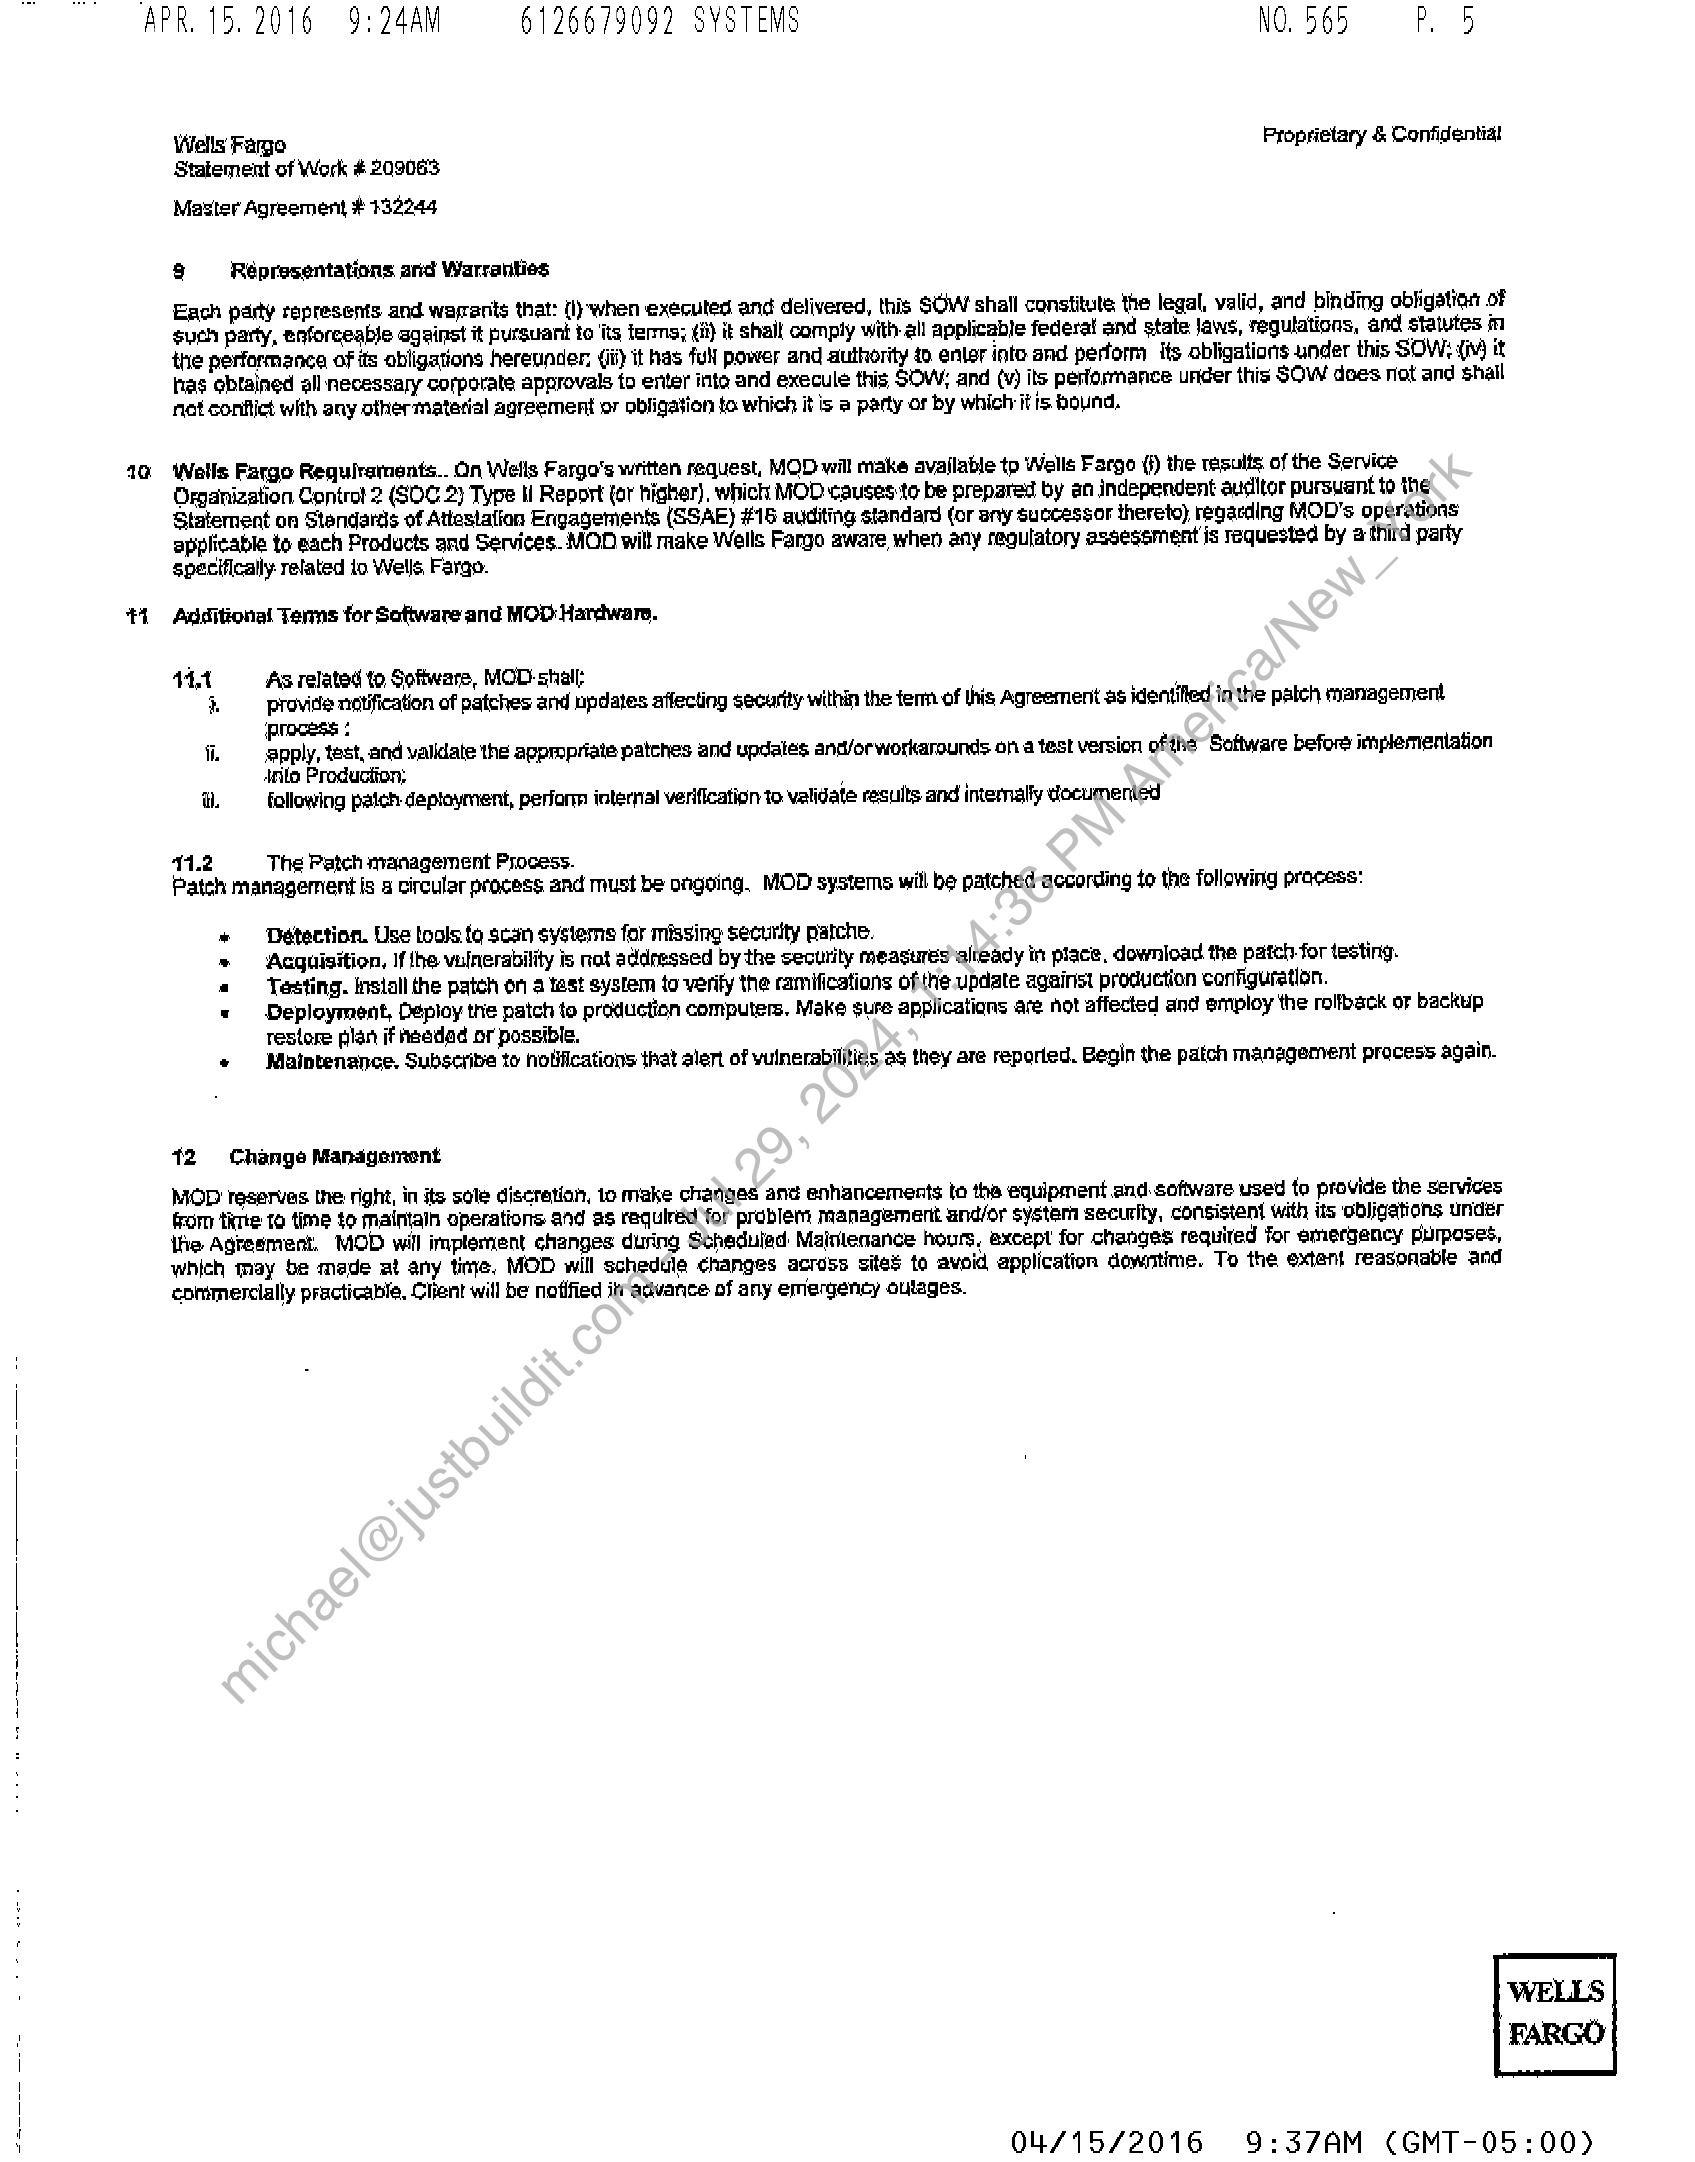 APR. 15. 2016 9:24AM 6126679092 SYSTEMS NO. 565 P. 5
Proprietary & Confidential
Wells Fargo
Statement of Work # 209063
Master Agreement # 132244
9 Representations and Warranties
Each party represents and warrants that: (i) when executed and delivered, this SOW shall constitute the legal, valid, and binding obligation of
such party, enforceable against it pursuant to its terms; (ii) it shall comply with all applicable federal and state laws, regulations, and statutes in
the performance of its obligations hereunder; (iii) it has full power and authority to enter into and perform its obligations under this SOW; (iv) it
has obtained all necessary corporate approvals to enter into and execute this SOW; and (v) its performance under this SOW does not and shall
not conflict with any other material agreement or obligation to which it is a party or by which it is bound.
10 Wells Fargo Requirements.. On Wells Fargo's written request, MOD will make available to Wells Fargo (i) the results of the Service
Organization Control 2 (SOC 2) Type II Report (or higher), which MOD causes to be prepared by an independent auditor pursuant to the
Statement on Standards of Attestation Engagements (SSAE) #16 auditing standard (or any successor thereto) regarding MOD's operations
applicable to each Products and Services. MOD will make Wells Fargo aware when any regulatory assessment is requested by a third party
specifically related to Wells Fargo.
11 Additional Terms for Software and MOD Hardware.
11.1 As related to Software, MOD shall:
i. provide notification of patches and updates affecting security within the term of this Agreement as identified in the patch management
process ;
ii. apply, test, and validate the appropriate patches and updates and/or workarounds on a test version of the Software before implementation
into Production;
iii. following patch deployment, perform internal verification to validate results and internally documented
11.2 The Patch management Process.
Patch management is a circular process and must be ongoing. MOD systems will be patched according to the following process:
• Detection. Use tools to scan systems for missing security patche.
• Acquisition. If the vulnerability is not addressed by the security measures already in place, download the patch for testing.
• Testing. Install the patch on a test system to verify the ramifications of the update against production configuration.
• Deployment. Deploy the patch to production computers. Make sure applications are not affected and employ the rollback or backup
restore plan if needed or possible.
• Maintenance. Subscribe to notifications that alert of vulnerabilities as they are reported. Begin the patch management process again.
12 Change Management
MOD reserves the right, in its sole discretion, to make changes and enhancements to the equipment and software used to provide the services
from time to time to maintain operations and as required for problem management and/or system security, consistent with its obligations under
the Agreement. MOD will implement changes during Scheduled Maintenance hours, except for changes required for emergency purposes,
which may be made at any time. MOD will schedule changes across sites to avoid application downtime. To the extent reasonable and
commercially practicable, Client will be notified in advance of any emergency outages.
michael@justbuildit.com - Jul 29, 2024, 1:14:36 PM America/New_York
WELLS
FARGO
04/15/2016 9:37AM (GMT-05:00)